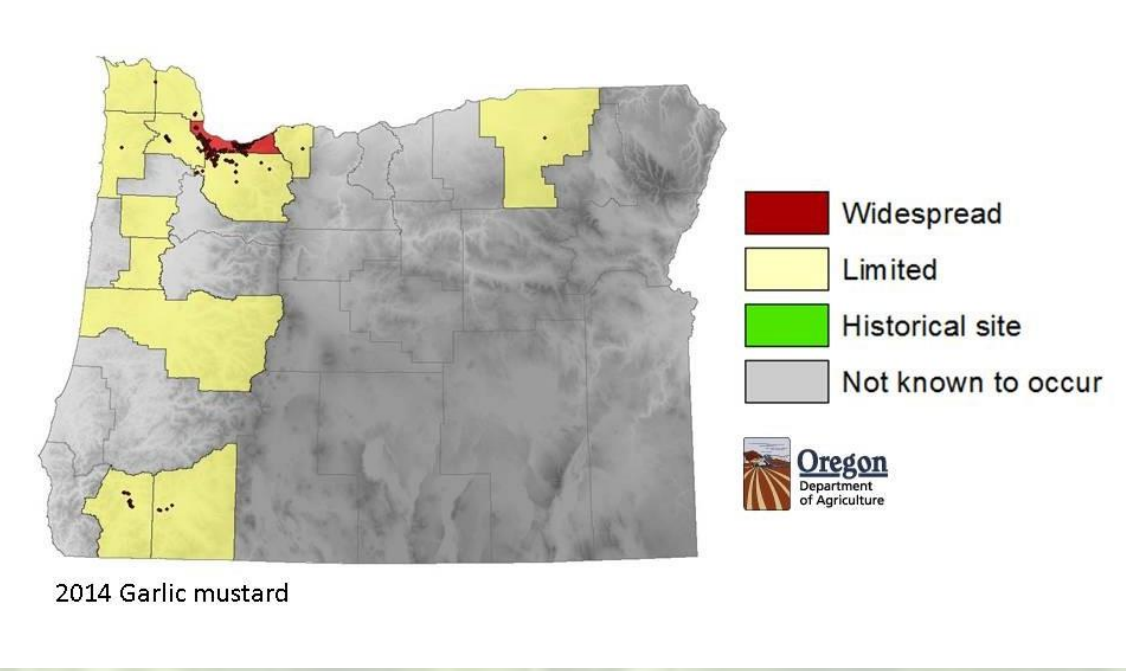 Widespread
Limited
Historical site
Not known to occur
Oregon
Department
of Agriculture
2014 Garlic mustard